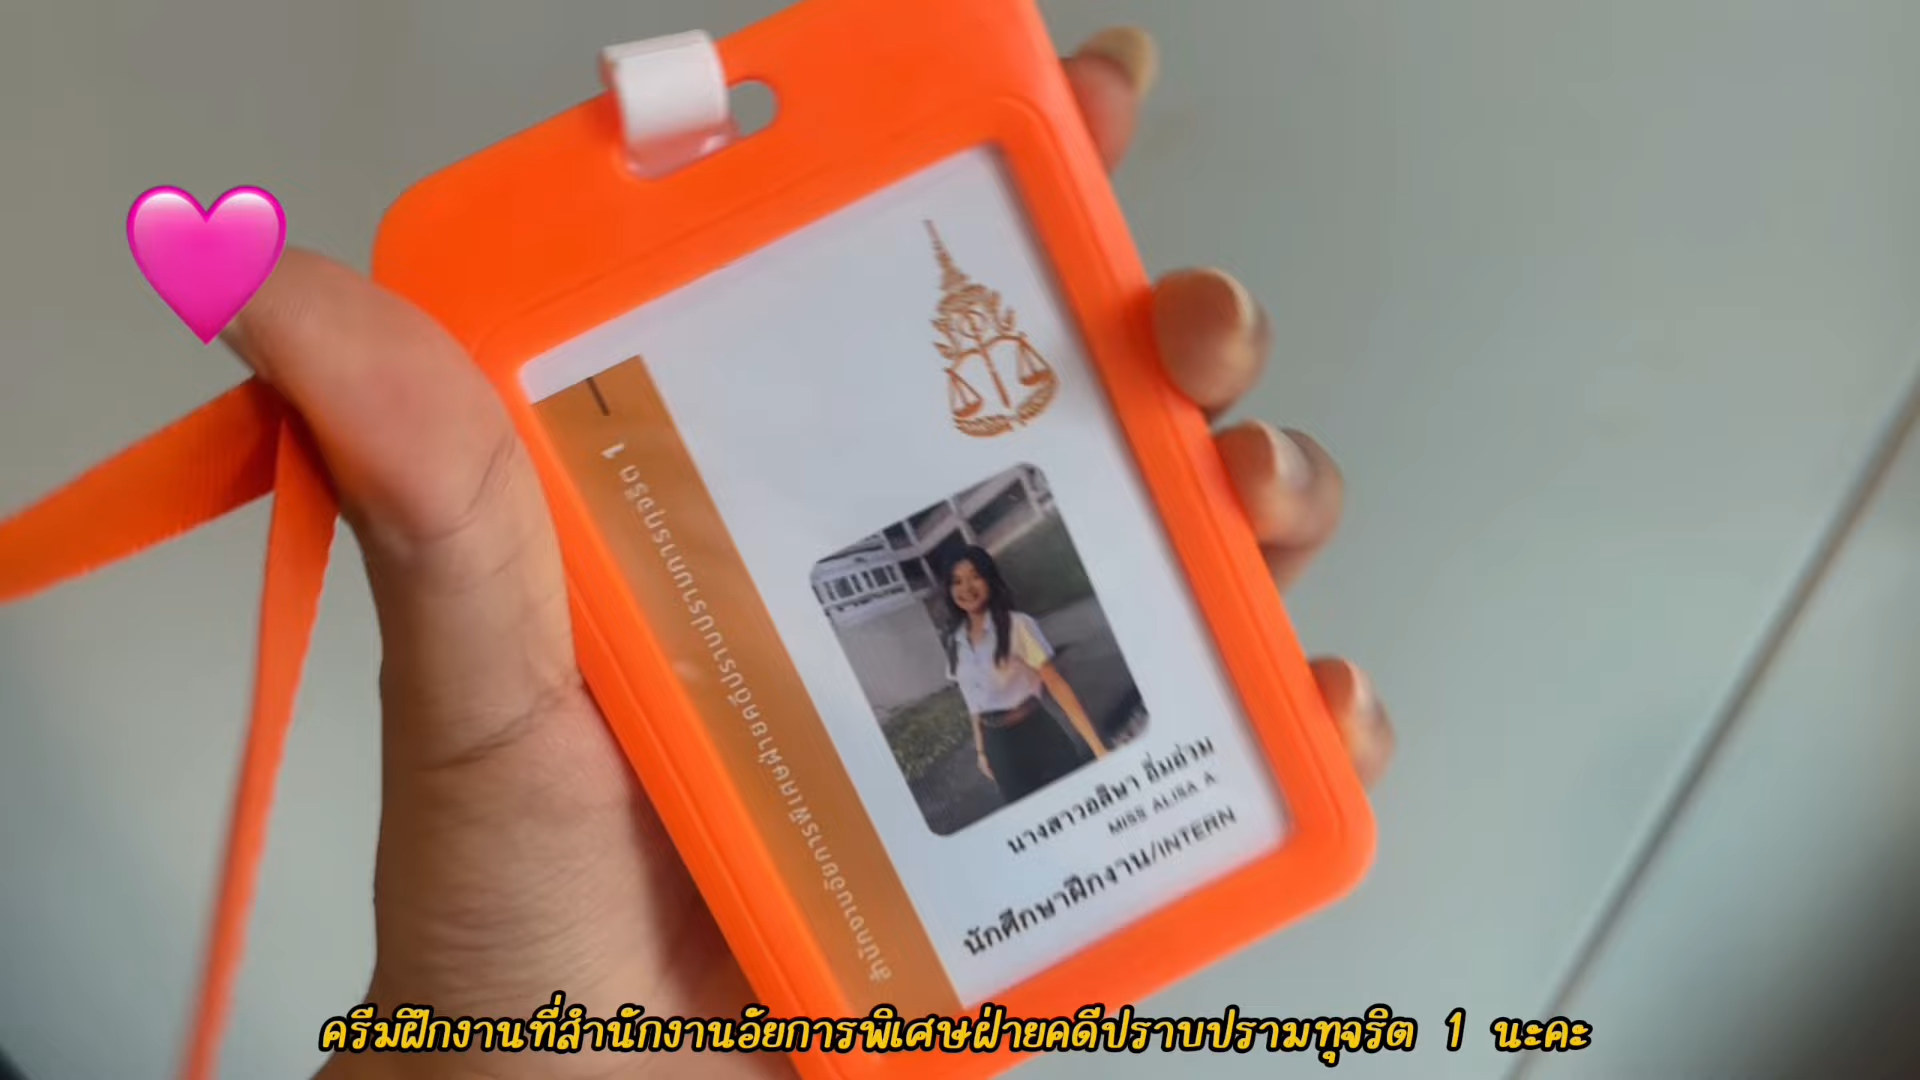 สำนักงานอัยการพิเศษฝ่ายคดีปราบปรามการทุจริต 1
นางสาวอลิษา อิ่มอ่วม
MISS ALISA A.
นักศึกษาฝึกงาน/INTERN
ครีมฝึกงานที่สำนักงานอัยการพิเศษฝ่ายคดีปราบปรามทุจริต 1 นะคะ